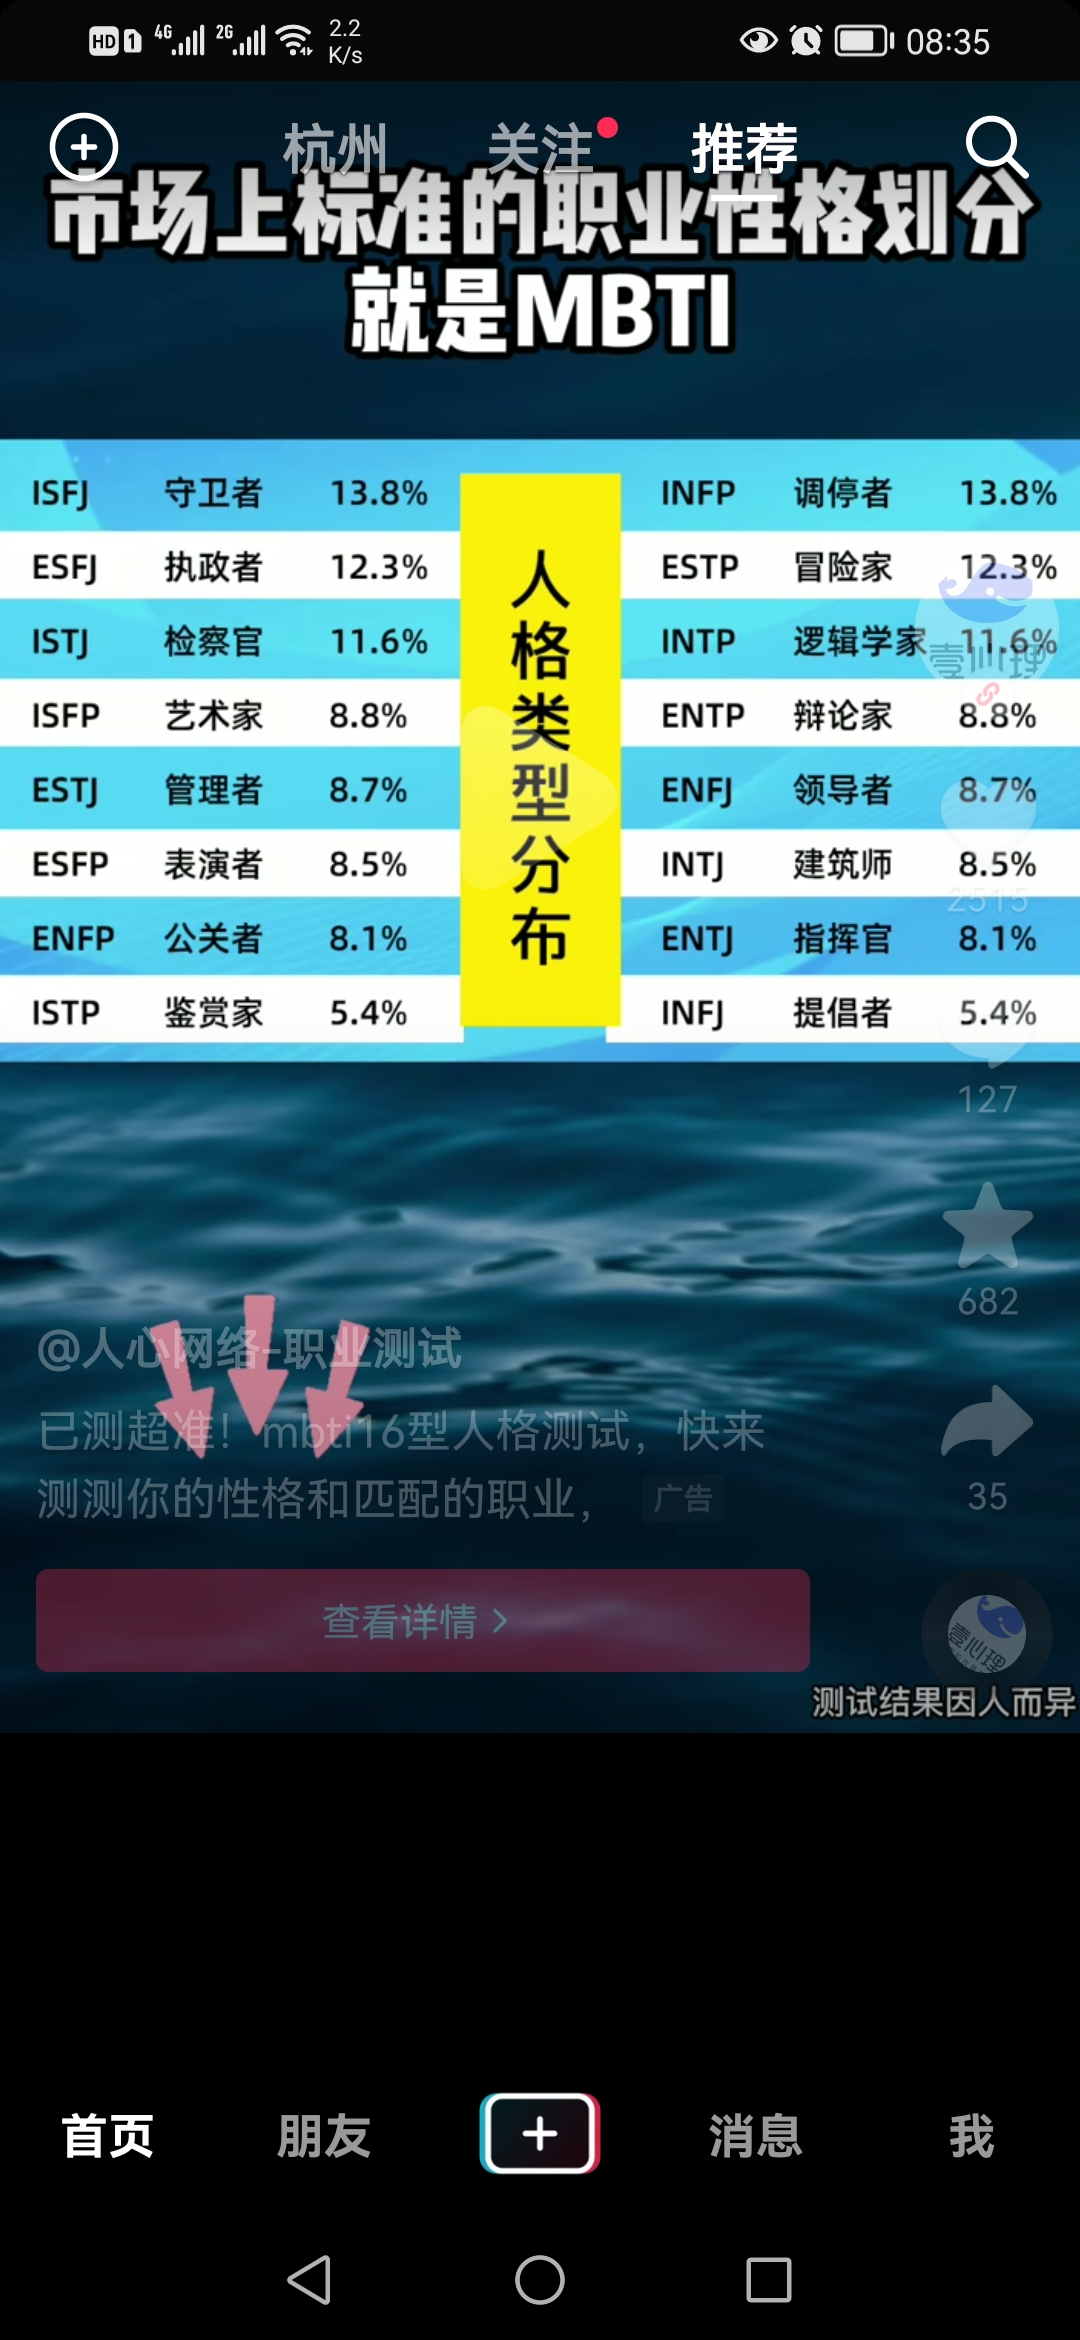 HD 1 4G 2G 2.2 K/s 08:35
杭州 关注 推荐
市场上标准的职业性格划分
就是MBTI
人格类型分布
ISFJ 守卫者 13.8% INFP 调停者 13.8%
ESFJ 执政者 12.3% ESTP 冒险家 12.3%
ISTJ 检察官 11.6% INTP 逻辑学家 11.6%
壹心理
ISFP 艺术家 8.8% ENTP 辩论家 8.8%
ESTJ 管理者 8.7% ENFJ 领导者 8.7%
ESFP 表演者 8.5% INTJ 建筑师 8.5%
2515
ENFP 公关者 8.1% ENTJ 指挥官 8.1%
ISTP 鉴赏家 5.4% INFJ 提倡者 5.4%
127
682
@人心网络-职业测试
已测超准！mbti16型人格测试，快来
测测你的性格和匹配的职业， 广告
35
查看详情
壹心理
测试结果因人而异
首页 朋友 消息 我